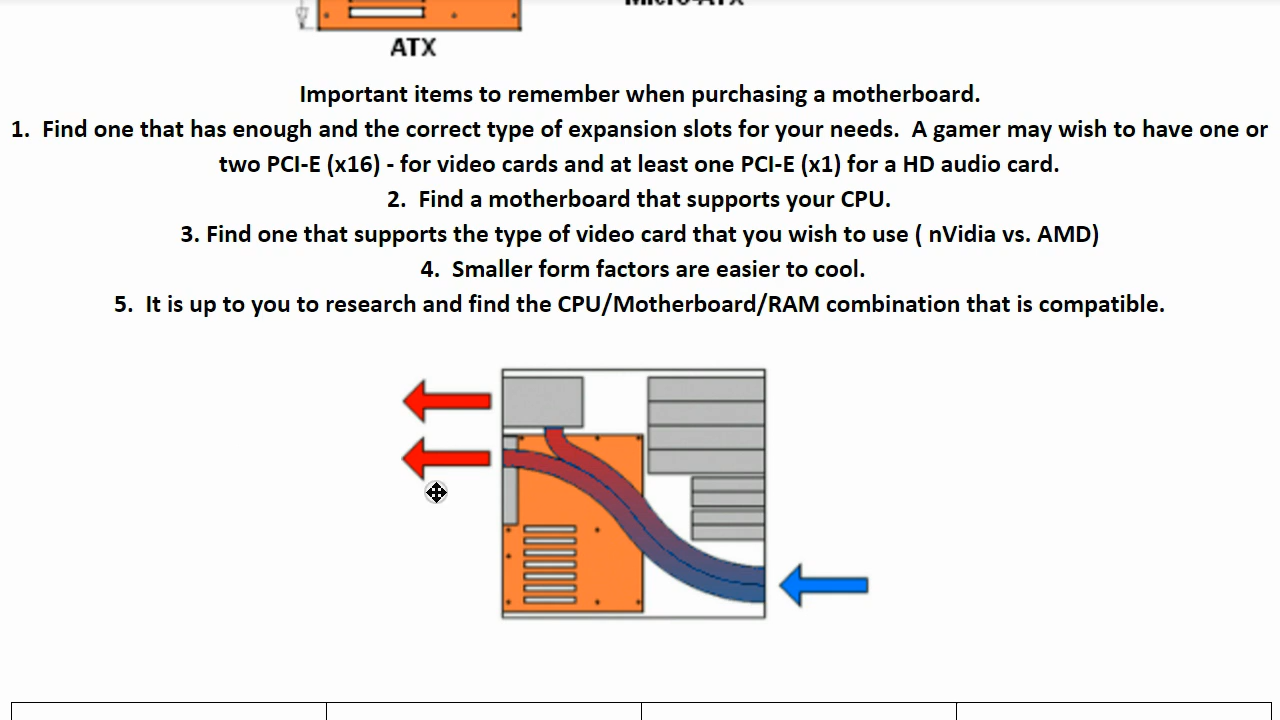 Micro-ATX
ATX
Important items to remember when purchasing a motherboard.
1.  Find one that has enough and the correct type of expansion slots for your needs.  A gamer may wish to have one or
two PCI-E (x16) - for video cards and at least one PCI-E (x1) for a HD audio card.
2.  Find a motherboard that supports your CPU.
3. Find one that supports the type of video card that you wish to use ( nVidia vs. AMD)
4.  Smaller form factors are easier to cool.
5.  It is up to you to research and find the CPU/Motherboard/RAM combination that is compatible.